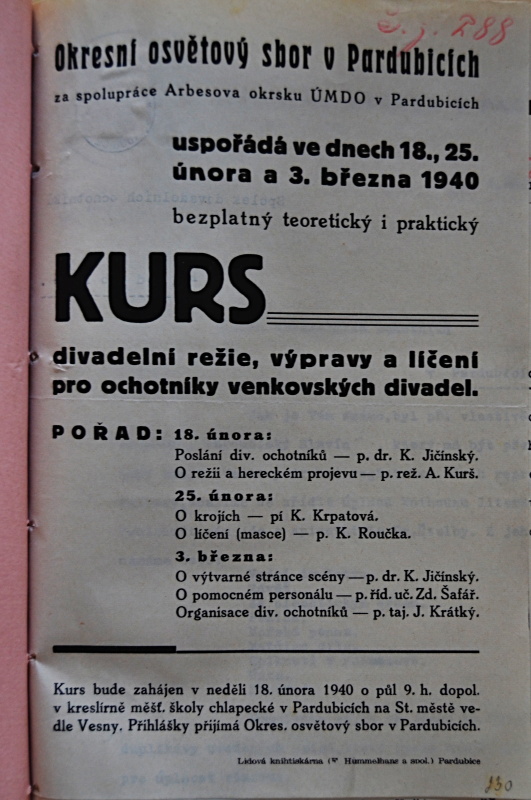 Š. j. 288
Okresní osvětový sbor v Pardubicích
za spolupráce Arbesova okrsku ÚMDO v Pardubicích
uspořádá ve dnech 18., 25.
února a 3. března 1940
bezplatný teoretický i praktický
KURS
divadelní režie, výpravy a líčení
pro ochotníky venkovských divadel.
POŘAD: 18. února:
Poslání div. ochotníků — p. dr. K. Jičínský.
O režii a hereckém projevu — p. rež. A. Kurš.
25. února:
O krojích — pí K. Krpatová.
O líčení (masce) — p. K. Roučka.
3. března:
O výtvarné stránce scény — p. dr. K. Jičínský.
O pomocném personálu — p. říd. uč. Zd. Šafář.
Organisace div. ochotníků — p. taj. J. Krátký.
Kurs bude zahájen v neděli 18. února 1940 o půl 9. h. dopol.
v kreslírně měšť. školy chlapecké v Pardubicích na St. městě ve-
dle Vesny. Přihlášky přijímá Okres. osvětový sbor v Pardubicích.
Lidová knihtiskárna (V. Hummelhans a spol.) Pardubice
130